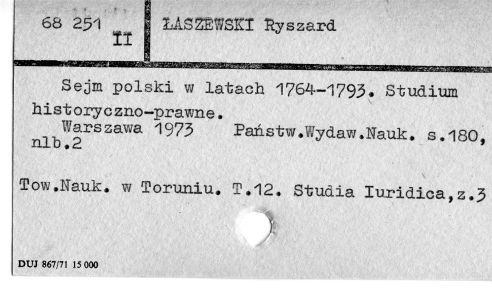 68 251 II ŁASZEWSKI Ryszard
Sejm polski w latach 1764-1793. Studium
historyczno-prawne.
Warszawa 1973 Państw.Wydaw.Nauk. s.180,
nlb.2
Tow.Nauk. w Toruniu. T.12. Studia Iuridica,z.3
DUJ 867/71 15 000